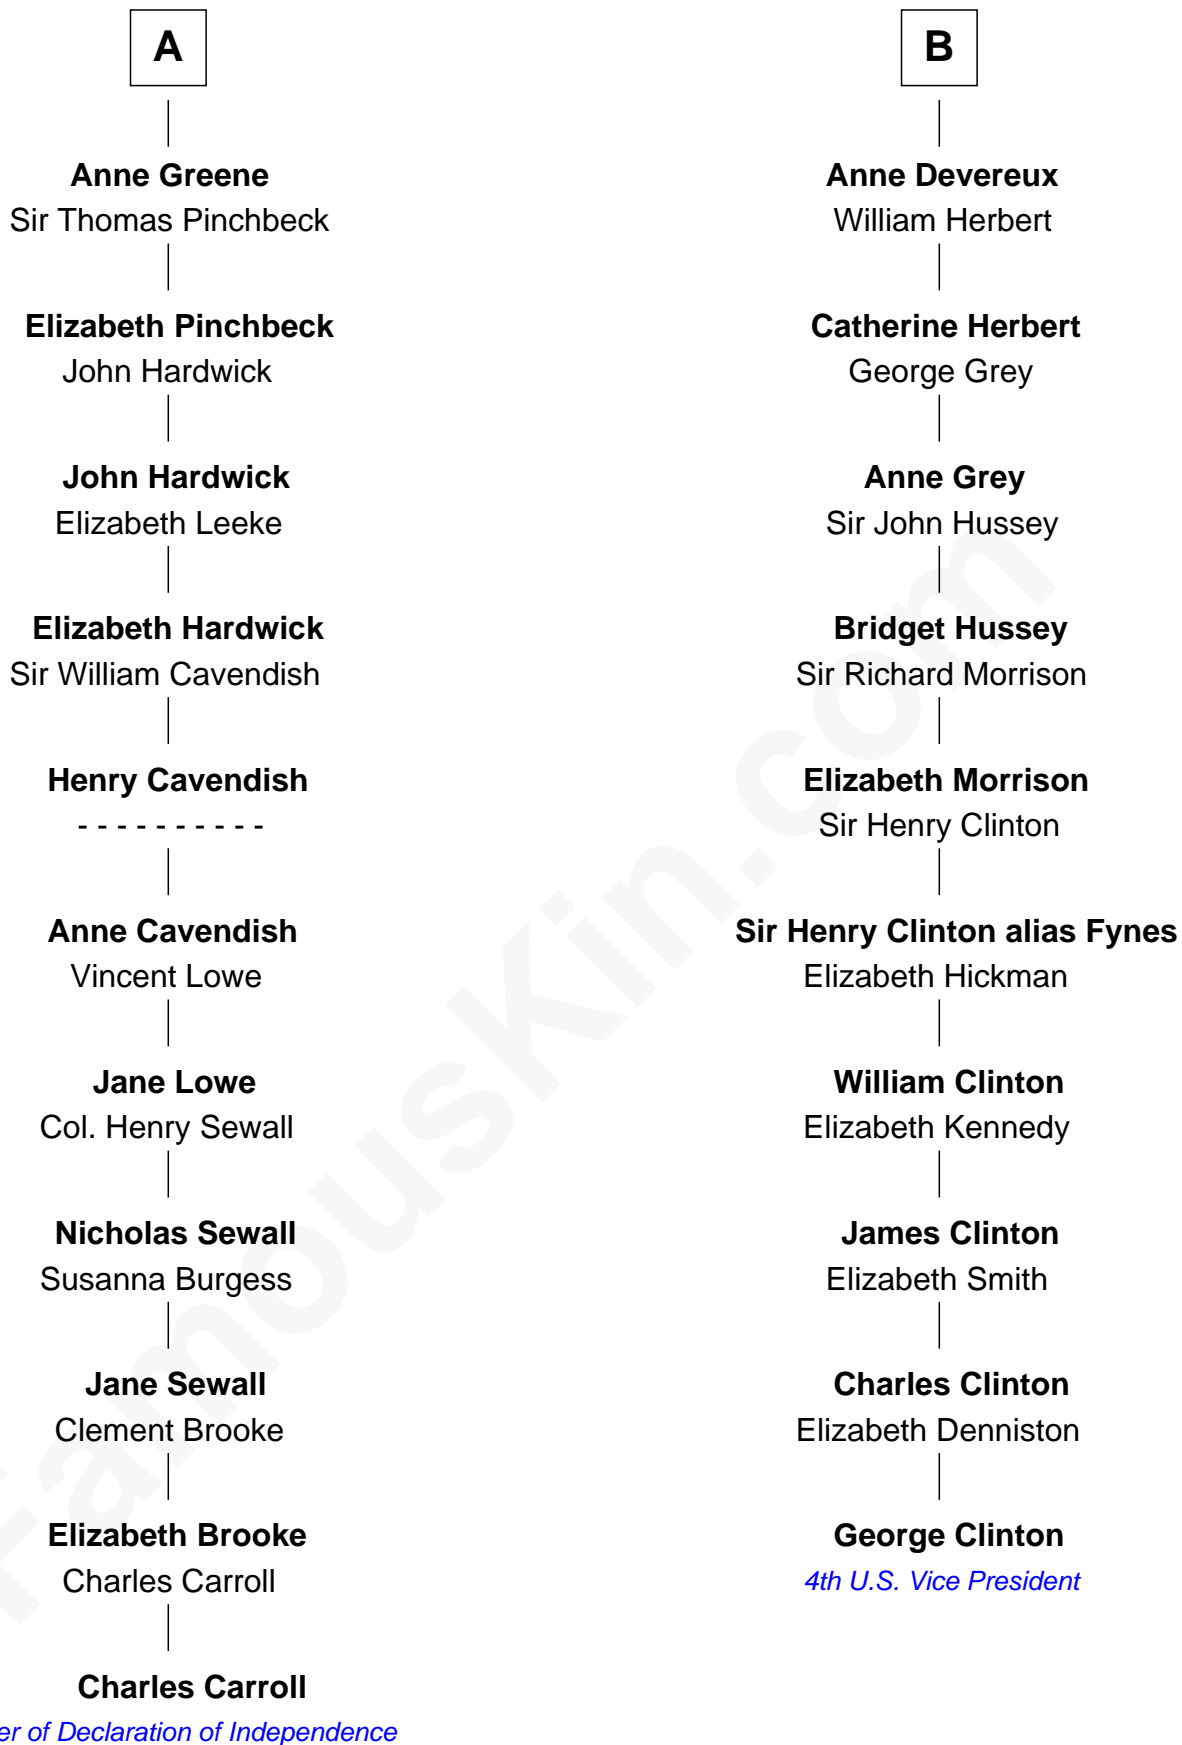 A
Anne Greene
Sir Thomas Pinchbeck
Elizabeth Pinchbeck
John Hardwick
John Hardwick
Elizabeth Leeke
Elizabeth Hardwick
Sir William Cavendish
Henry Cavendish
- - - - - - - - - -
Anne Cavendish
Vincent Lowe
Jane Lowe
Col. Henry Sewall
Nicholas Sewall
Susanna Burgess
Jane Sewall
Clement Brooke
Elizabeth Brooke
Charles Carroll
Charles Carroll
er of Declaration of Independence
B
Anne Devereux
William Herbert
Catherine Herbert
George Grey
Anne Grey
Sir John Hussey
Bridget Hussey
Sir Richard Morrison
Elizabeth Morrison
Sir Henry Clinton
Sir Henry Clinton alias Fynes
Elizabeth Hickman
William Clinton
Elizabeth Kennedy
James Clinton
Elizabeth Smith
Charles Clinton
Elizabeth Denniston
George Clinton
4th U.S. Vice President
FamousKin.com